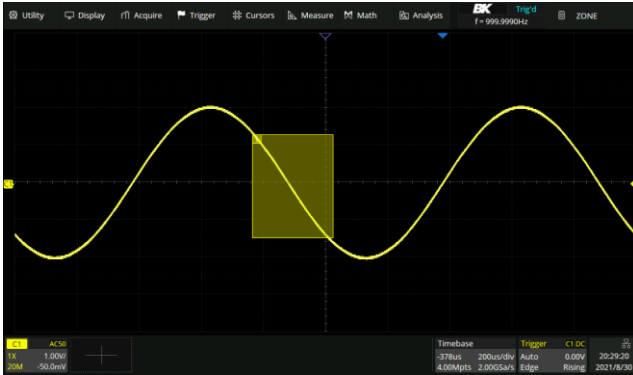 Utility Display Acquire Trigger Cursors Measure Math Analysis BK Trig'd ZONE
f = 999.9990Hz
C1 AC50
1X 1.00V/
20M -50.0mV
Timebase
-378us 200us/div
4.00Mpts 2.00GSa/s
Trigger C1 DC
Auto 0.00V
Edge Rising
20:29:20
2021/8/30